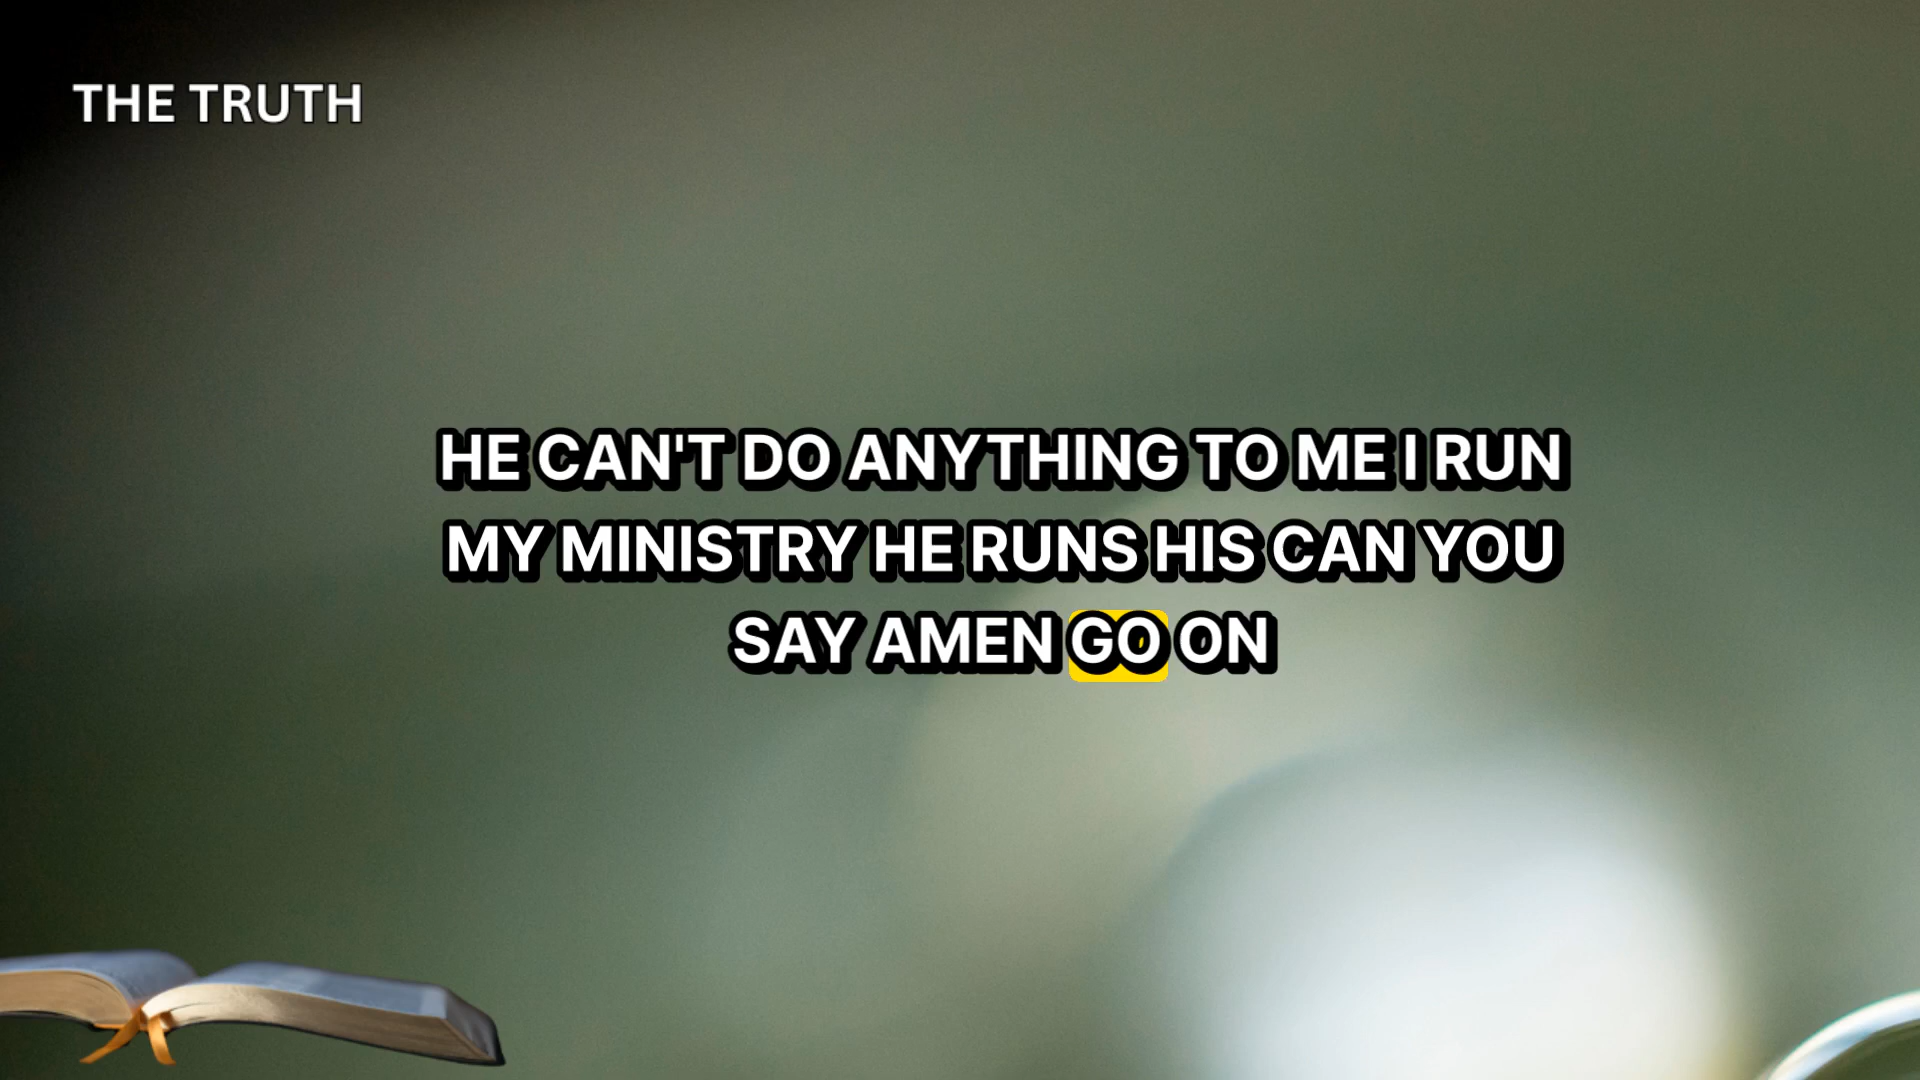 THE TRUTH
HE CAN'T DO ANYTHING TO ME I RUN
MY MINISTRY HE RUNS HIS CAN YOU
SAY AMEN GO ON